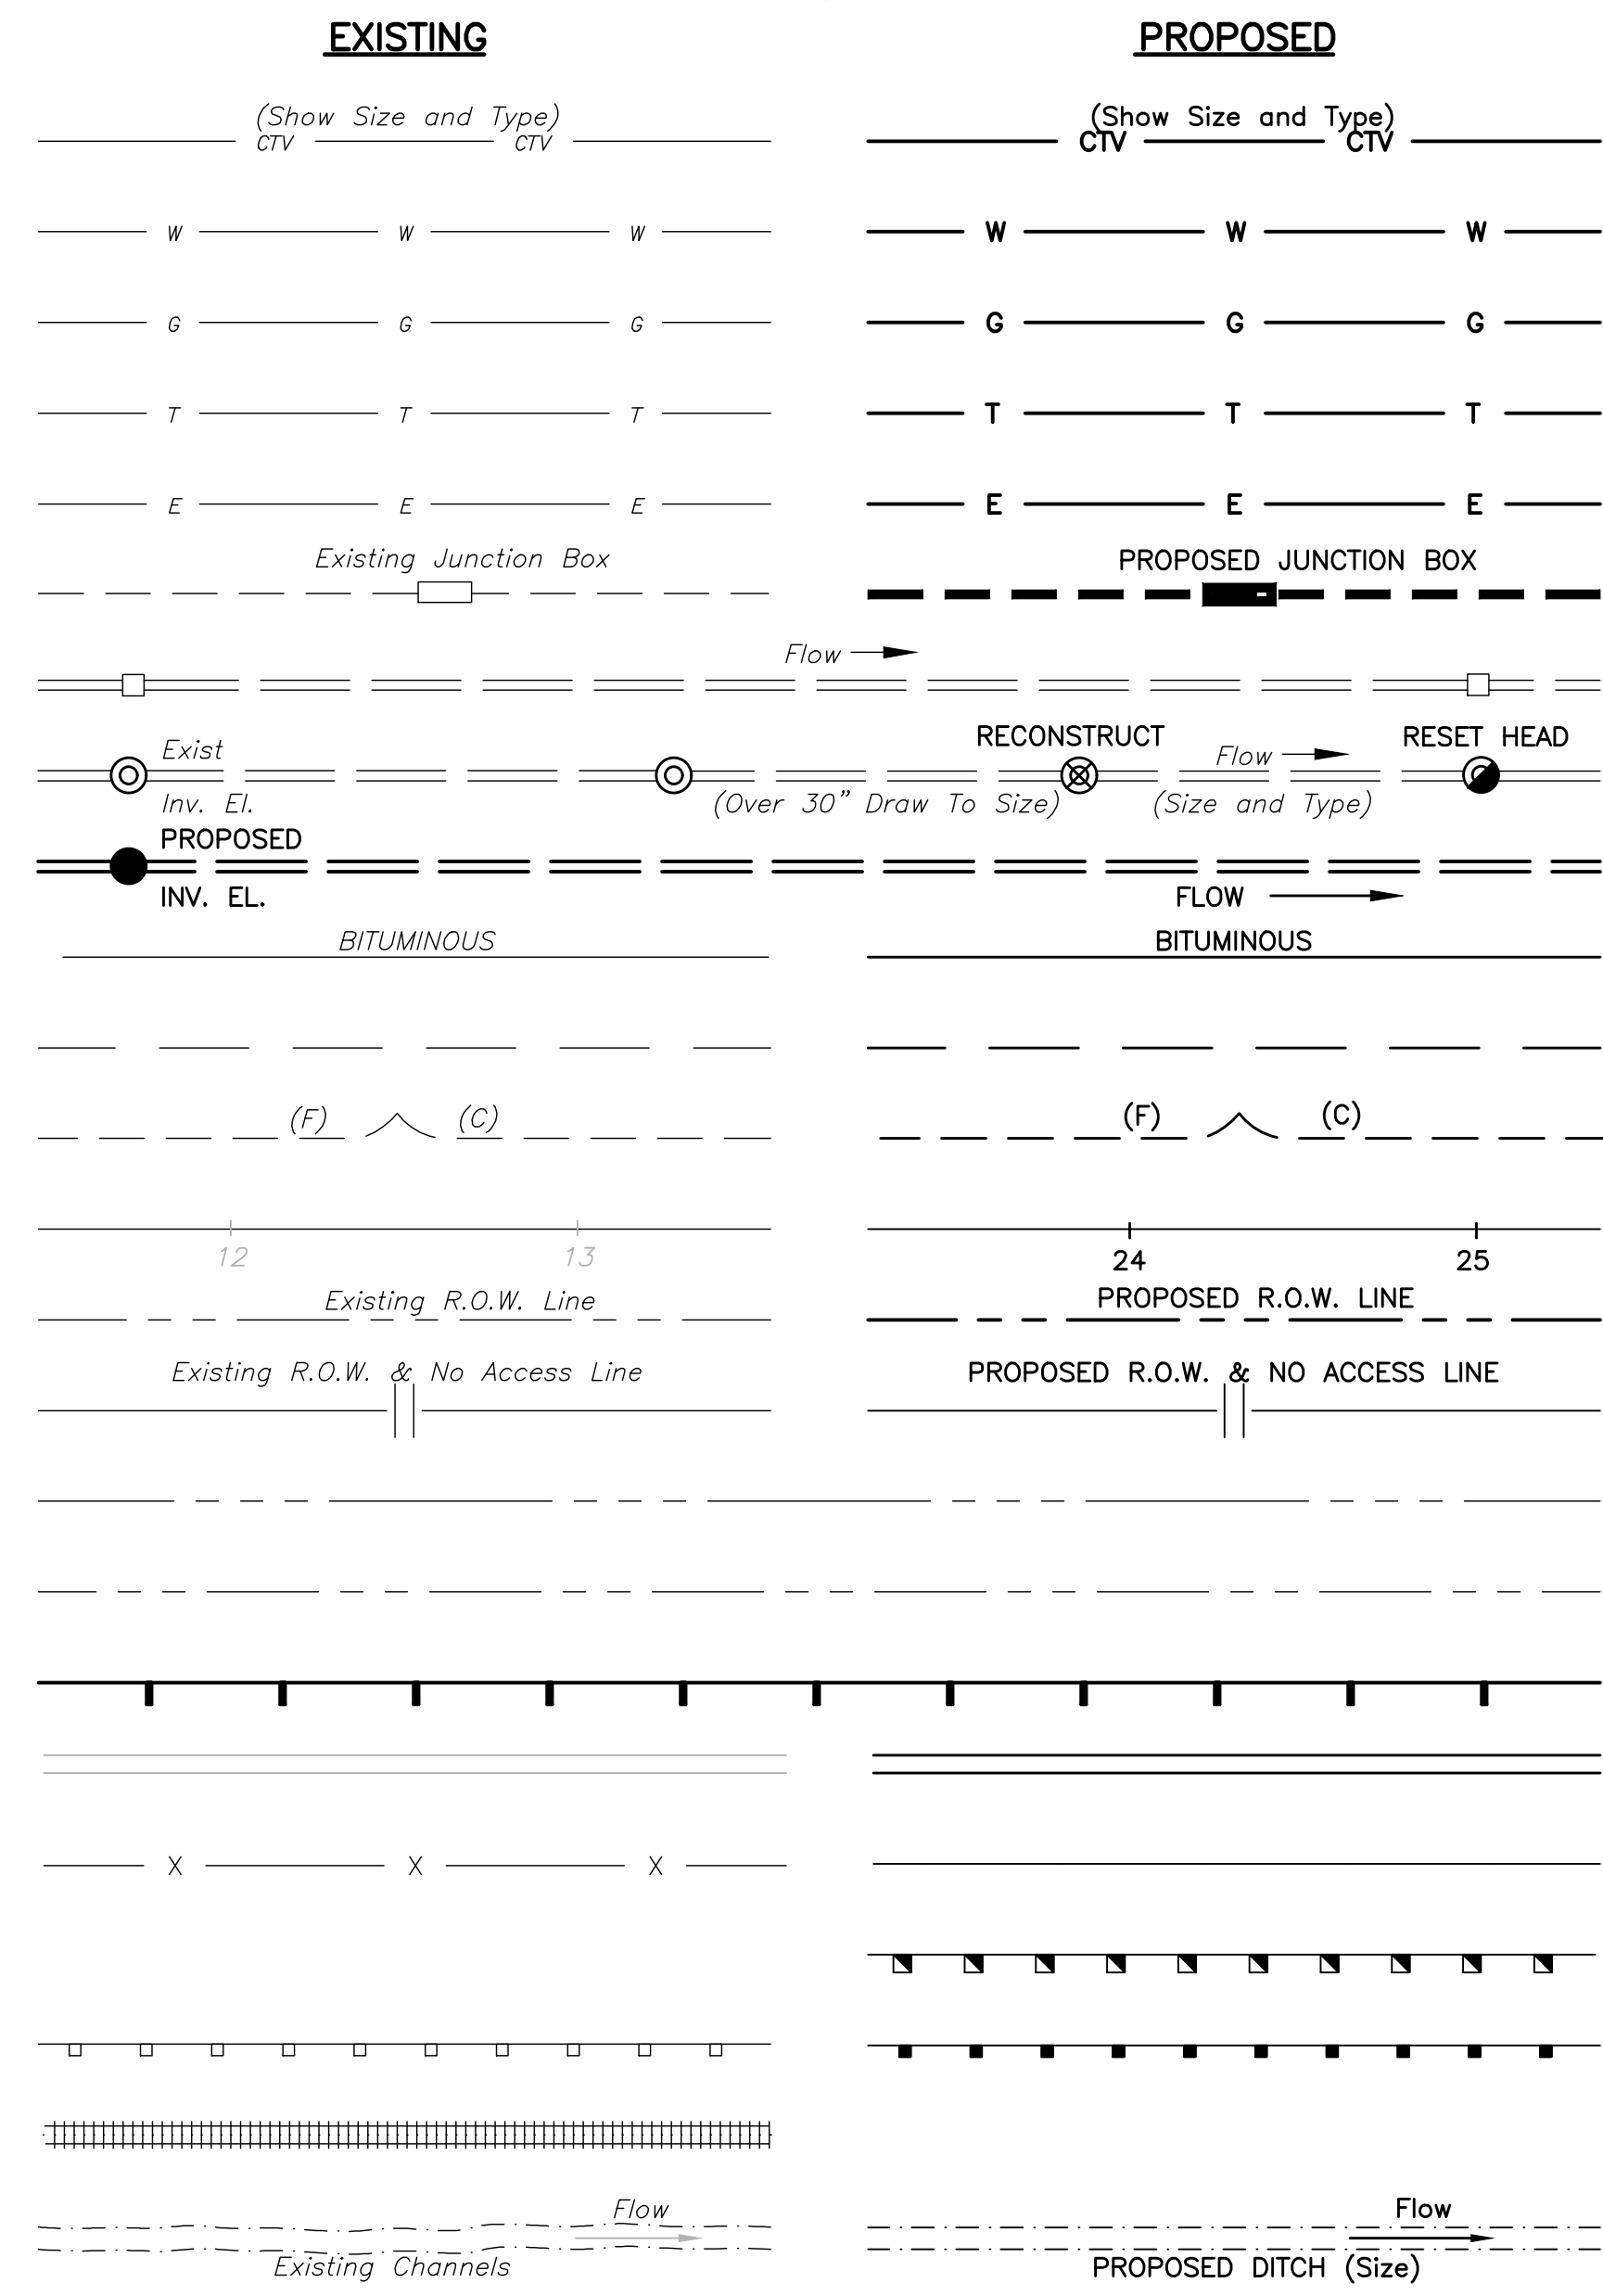 EXISTING PROPOSED
(Show Size and Type) (Show Size and Type)
CTV CTV CTV CTV
W W W W W W
G G G G G G
T T T T T T
E E E E E E
Existing Junction Box PROPOSED JUNCTION BOX
Flow
Exist RECONSTRUCT Flow RESET HEAD
Inv. El. (Over 30" Draw To Size) (Size and Type)
PROPOSED
INV. EL. FLOW
BITUMINOUS BITUMINOUS
(F) (C) (F) (C)
12 13 24 25
Existing R.O.W. Line PROPOSED R.O.W. LINE
Existing R.O.W. & No Access Line PROPOSED R.O.W. & NO ACCESS LINE
X X X
Flow Flow
Existing Channels PROPOSED DITCH (Size)